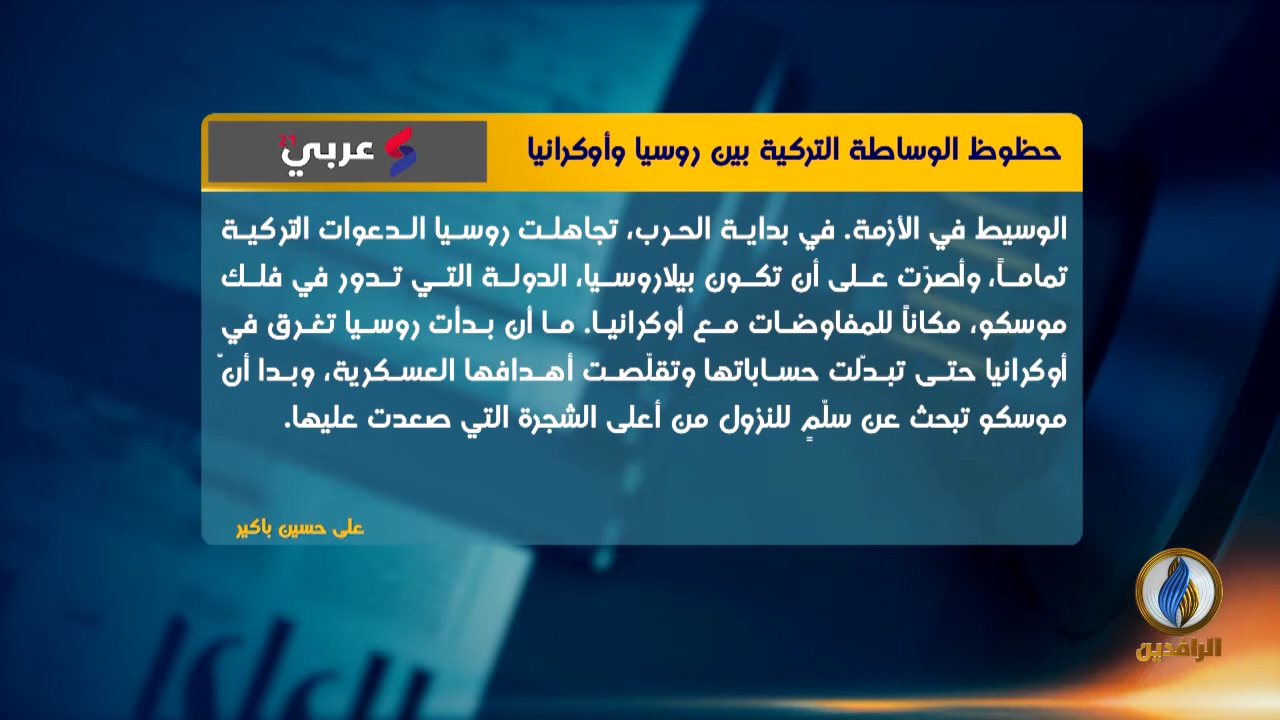 حظوظ الوساطة التركية بين روسيا وأوكرانيا
عربي 21
الوسيط في الأزمة. في بداية الحرب، تجاهلت روسيا الدعوات التركية
تماماً، وأصرّت على أن تكون بيلاروسيا، الدولة التي تدور في فلك
موسكو، مكاناً للمفاوضات مع أوكرانيا. ما أن بدأت روسيا تغرق في
أوكرانيا حتى تبدّلت حساباتها وتقلّصت أهدافها العسكرية، وبدا أنّ
موسكو تبحث عن سلّمٍ للنزول من أعلى الشجرة التي صعدت عليها.
على حسين باكير
الرافدين